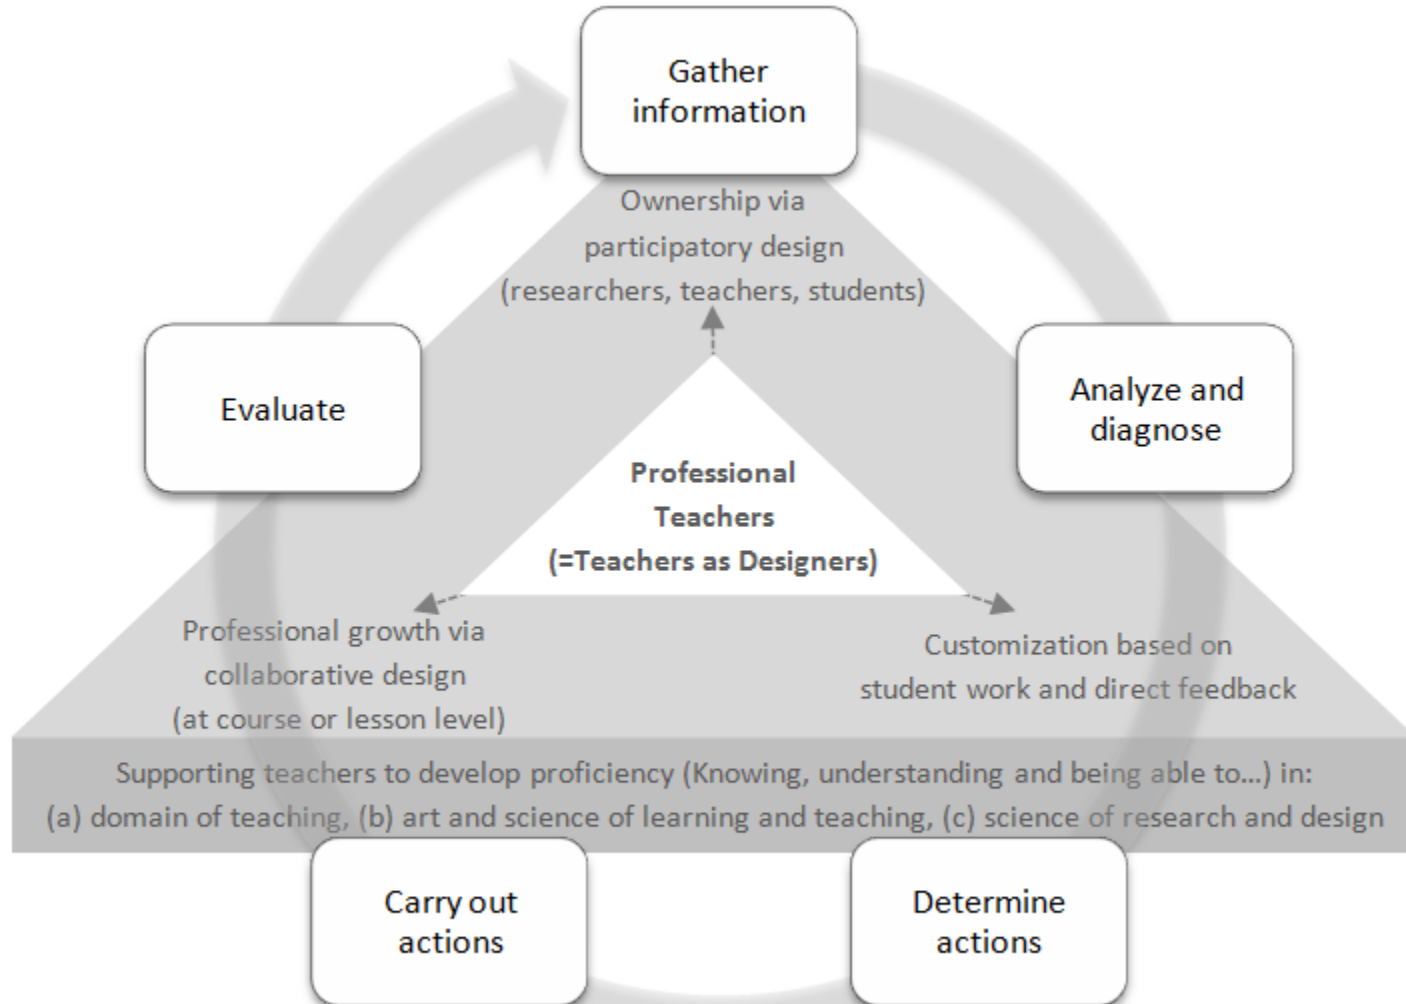 Gather
information
Ownership via
participatory design
(researchers, teachers, students)
Evaluate
Analyze and
diagnose
Professional
Teachers
(=Teachers as Designers)
Professional growth via
collaborative design
(at course or lesson level)
Customization based on
student work and direct feedback
Supporting teachers to develop proficiency (Knowing, understanding and being able to...) in:
(a) domain of teaching, (b) art and science of learning and teaching, (c) science of research and design
Carry out
actions
Determine
actions